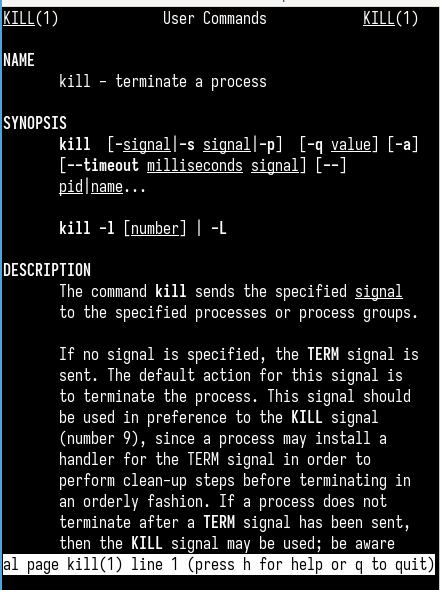 KILL(1) User Commands KILL(1)
NAME
kill - terminate a process
SYNOPSIS
kill [-signal|-s signal|-p] [-q value] [-a]
[--timeout milliseconds signal] [--]
pid|name...
kill -l [number] | -L
DESCRIPTION
The command kill sends the specified signal
to the specified processes or process groups.
If no signal is specified, the TERM signal is
sent. The default action for this signal is
to terminate the process. This signal should
be used in preference to the KILL signal
(number 9), since a process may install a
handler for the TERM signal in order to
perform clean-up steps before terminating in
an orderly fashion. If a process does not
terminate after a TERM signal has been sent,
then the KILL signal may be used; be aware
al page kill(1) line 1 (press h for help or q to quit)